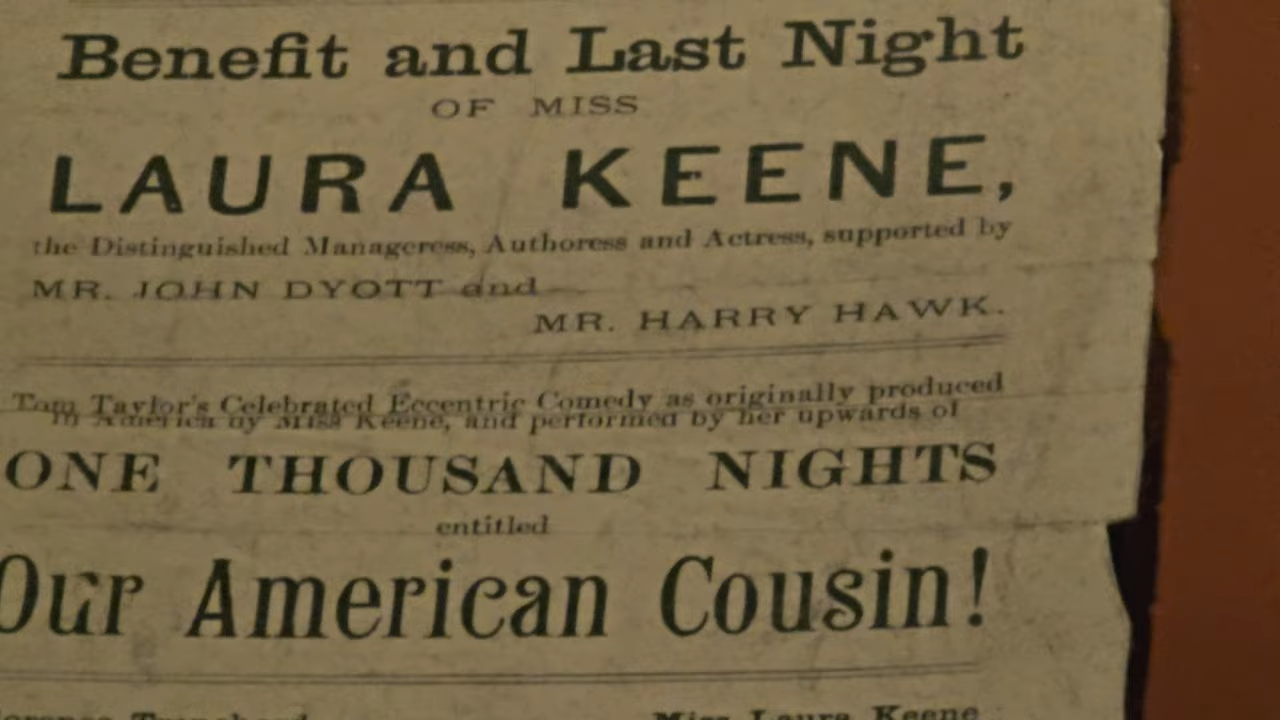 Benefit and Last Night
OF MISS
LAURA KEENE,
the Distinguished Manageress, Authoress and Actress, supported by
MR. JOHN DYOTT and
MR. HARRY HAWK.
Tom Taylor's Celebrated Eccentric Comedy as originally produced
in America by Miss Keene, and performed by her upwards of
ONE THOUSAND NIGHTS
entitled
Our American Cousin!
Trenchard Miss Laura Keene